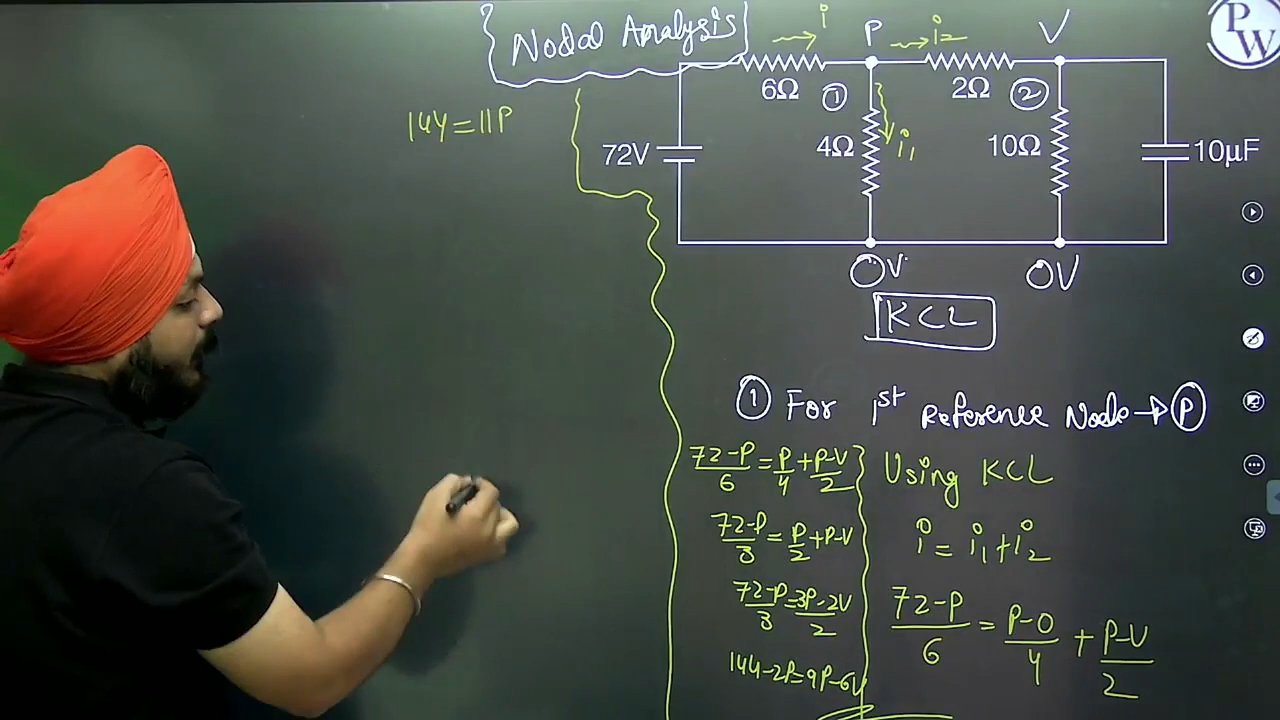 Nodal Analysis
i
P
i2
V
PW
6Ω
①
2Ω
②
144=11P
72V
4Ω
i1
10Ω
10μF
0V
0V
KCL
① For 1st Reference Node→Ⓟ
72-P/6=P/4+P-V/2
Using KCL
72-P/3=P/2+P-V
i=i1+i2
72-P/3=3P-2V/2
72-P/6=P-0/4+P-V/2
144-2P=9P-6V